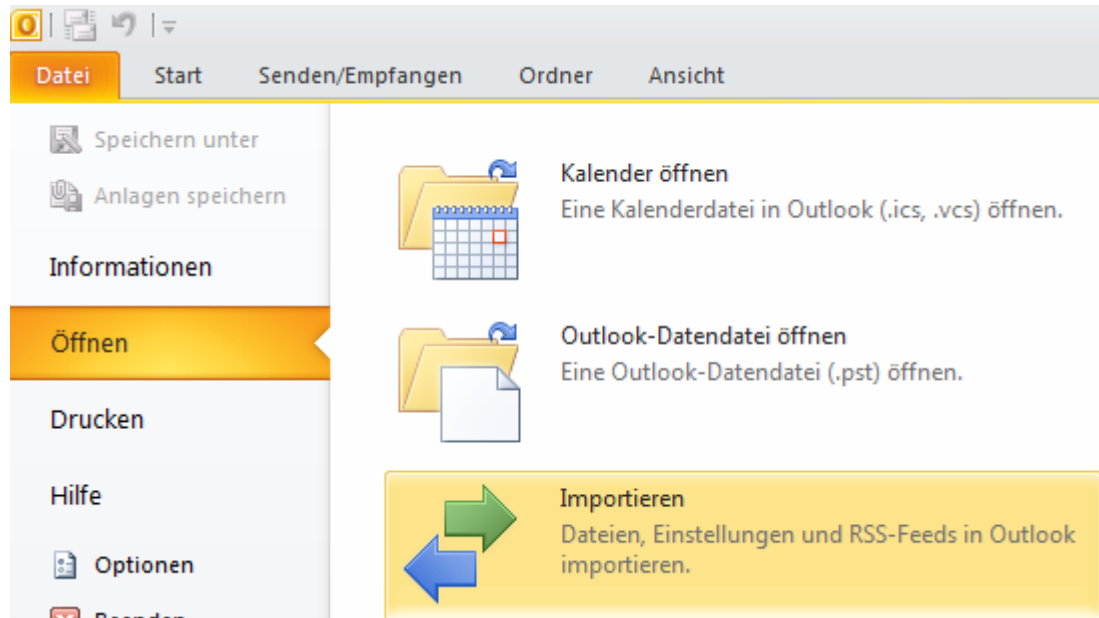 Datei Start Senden/Empfangen Ordner Ansicht
Speichern unter
Anlagen speichern
Informationen
Öffnen
Drucken
Hilfe
Optionen
Beenden
Kalender öffnen
Eine Kalenderdatei in Outlook (.ics, .vcs) öffnen.
Outlook-Datendatei öffnen
Eine Outlook-Datendatei (.pst) öffnen.
Importieren
Dateien, Einstellungen und RSS-Feeds in Outlook
importieren.